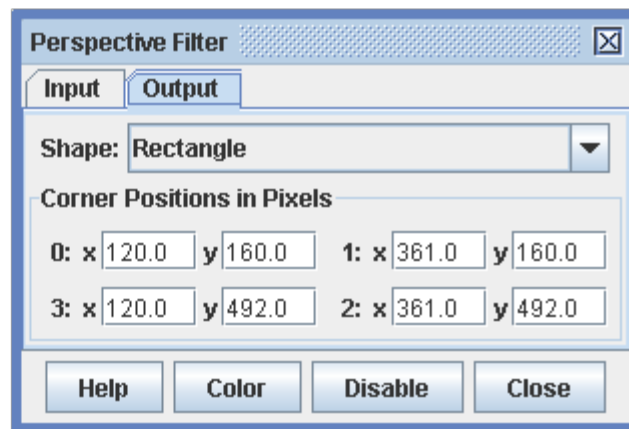 Perspective Filter
Input Output
Shape: Rectangle
Corner Positions in Pixels
0: x 120.0 y 160.0 1: x 361.0 y 160.0
3: x 120.0 y 492.0 2: x 361.0 y 492.0
Help Color Disable Close